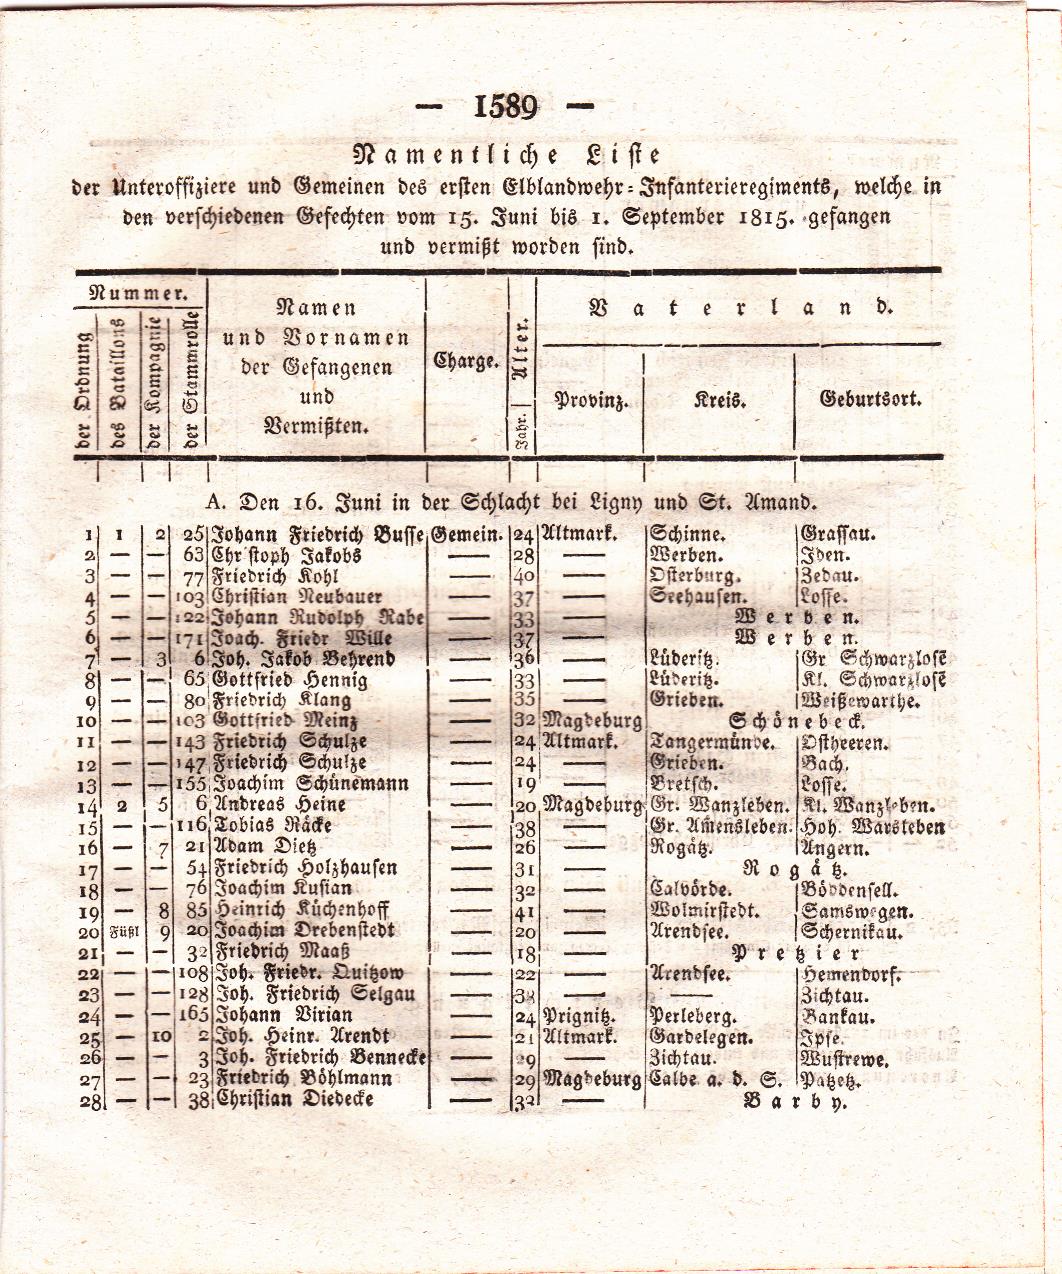 — 1589 —
Namentliche Liste
der Unteroffiziere und Gemeinen des ersten Elblandwehr-Infanterieregiments, welche in
den verschiedenen Gefechten vom 15. Juni bis 1. September 1815. gefangen
und vermißt worden sind.
Nummer.
der Ordnung
des Bataillons
der Kompagnie
der Stammrolle
Namen
und Vornamen
der Gefangenen
und
Vermißten.
Charge.
Alter.
Jahr.
Vaterland.
Provinz.
Kreis.
Geburtsort.
A. Den 16. Juni in der Schlacht bei Ligny und St. Amand.
1 1 2 25 Johann Friedrich Busse Gemein. 24 Altmark. Schinne. Grassau.
2 — — 63 Chr stoph Jakobs — 28 — Werben. Iden.
3 — — 77 Friedrich Kohl — 40 — Osterburg. Zedau.
4 — — 103 Christian Neubauer — 37 — Seehausen. Losse.
5 — — 122 Johann Rudolph Rabe — 33 — Werben.
6 — — 171 Joach. Friedr Wille — 37 — Werben.
7 — 3 6 Joh. Jakob Behrend — 36 — Lüderitz. Gr Schwarzlose
8 — — 65 Gottfried Hennig — 33 — Lüderitz. Kl. Schwarzlose
9 — — 80 Friedrich Klang — 35 — Grieben. Weißewarthe.
10 — — 103 Gottfried Meinz — 32 Magdeburg Schönebeck.
11 — — 143 Friedrich Schulze — 24 Altmark. Tangermünde. Ostheeren.
12 — — 147 Friedrich Schulze — 24 — Grieben. Bach.
13 — — 155 Joachim Schünemann — 19 — Bretsch. Losse.
14 2 5 6 Andreas Heine — 20 Magdeburg Gr. Wanzleben. Kl. Wanzleben.
15 — — 116 Tobias Räcke — 38 — Gr. Amensleben. Hoh. Warsleben
16 — 7 21 Adam Dietz — 26 — Rogätz. Angern.
17 — — 54 Friedrich Holzhausen — 31 — Rogätz.
18 — — 76 Joachim Kusian — 32 — Calvörde. Böddensell.
19 — 8 85 Heinrich Küchenhoff — 41 — Wolmirstedt. Samswegen.
20 Füßl 9 20 Joachim Drebenstedt — 20 — Arendsee. Schernikau.
21 — — 32 Friedrich Maaß — 18 — Pretzier
22 — — 108 Joh. Friedr. Quitzow — 22 — Arendsee. Hemendorf.
23 — — 128 Joh. Friedrich Selgau — 38 — — Zichtau.
24 — — 165 Johann Virian — 24 Prignitz. Perleberg. Bankau.
25 — 10 2 Joh. Heinr. Arendt — 21 Altmark. Gardelegen. Ipse.
26 — — 3 Joh. Friedrich Bennecke — 29 — Zichtau. Wustrewe.
27 — — 23 Friedrich Böhlmann — 29 Magdeburg Calbe a. d. S. Patzetz.
28 — — 38 Christian Diedecke — 32 — Barby.